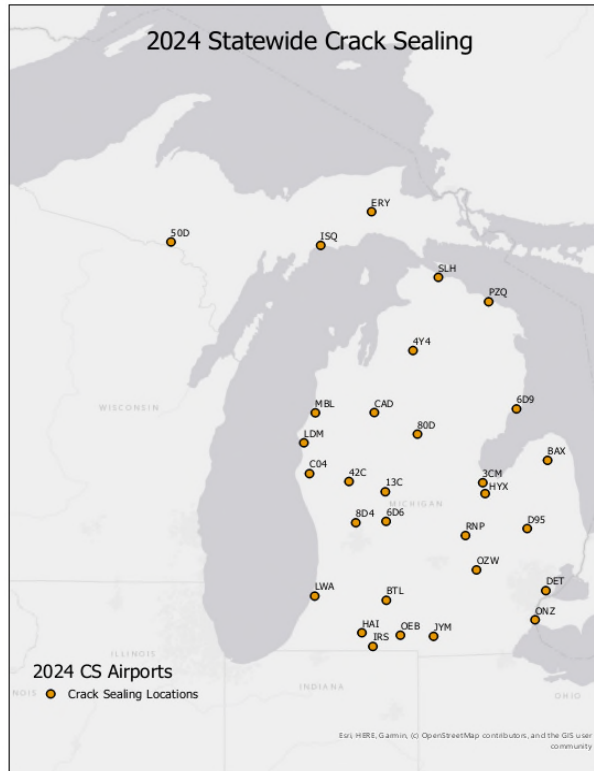 2024 Statewide Crack Sealing
ERY
50D
ISQ
SLH
PZQ
4Y4
MBL
CAD
6D9
80D
LDM
BAX
C04
42C
3CM
13C
HYX
MICHIGAN
WISCONSIN
8D4
6D6
D95
RNP
OZW
DET
LWA
BTL
ONZ
HAI
OEB
JYM
IRS
ILLINOIS
2024 CS Airports
INDIANA
NOIS
Crack Sealing Locations
OHIO
Esri, HERE, Garmin, (c) OpenStreetMap contributors, and the GIS user
community